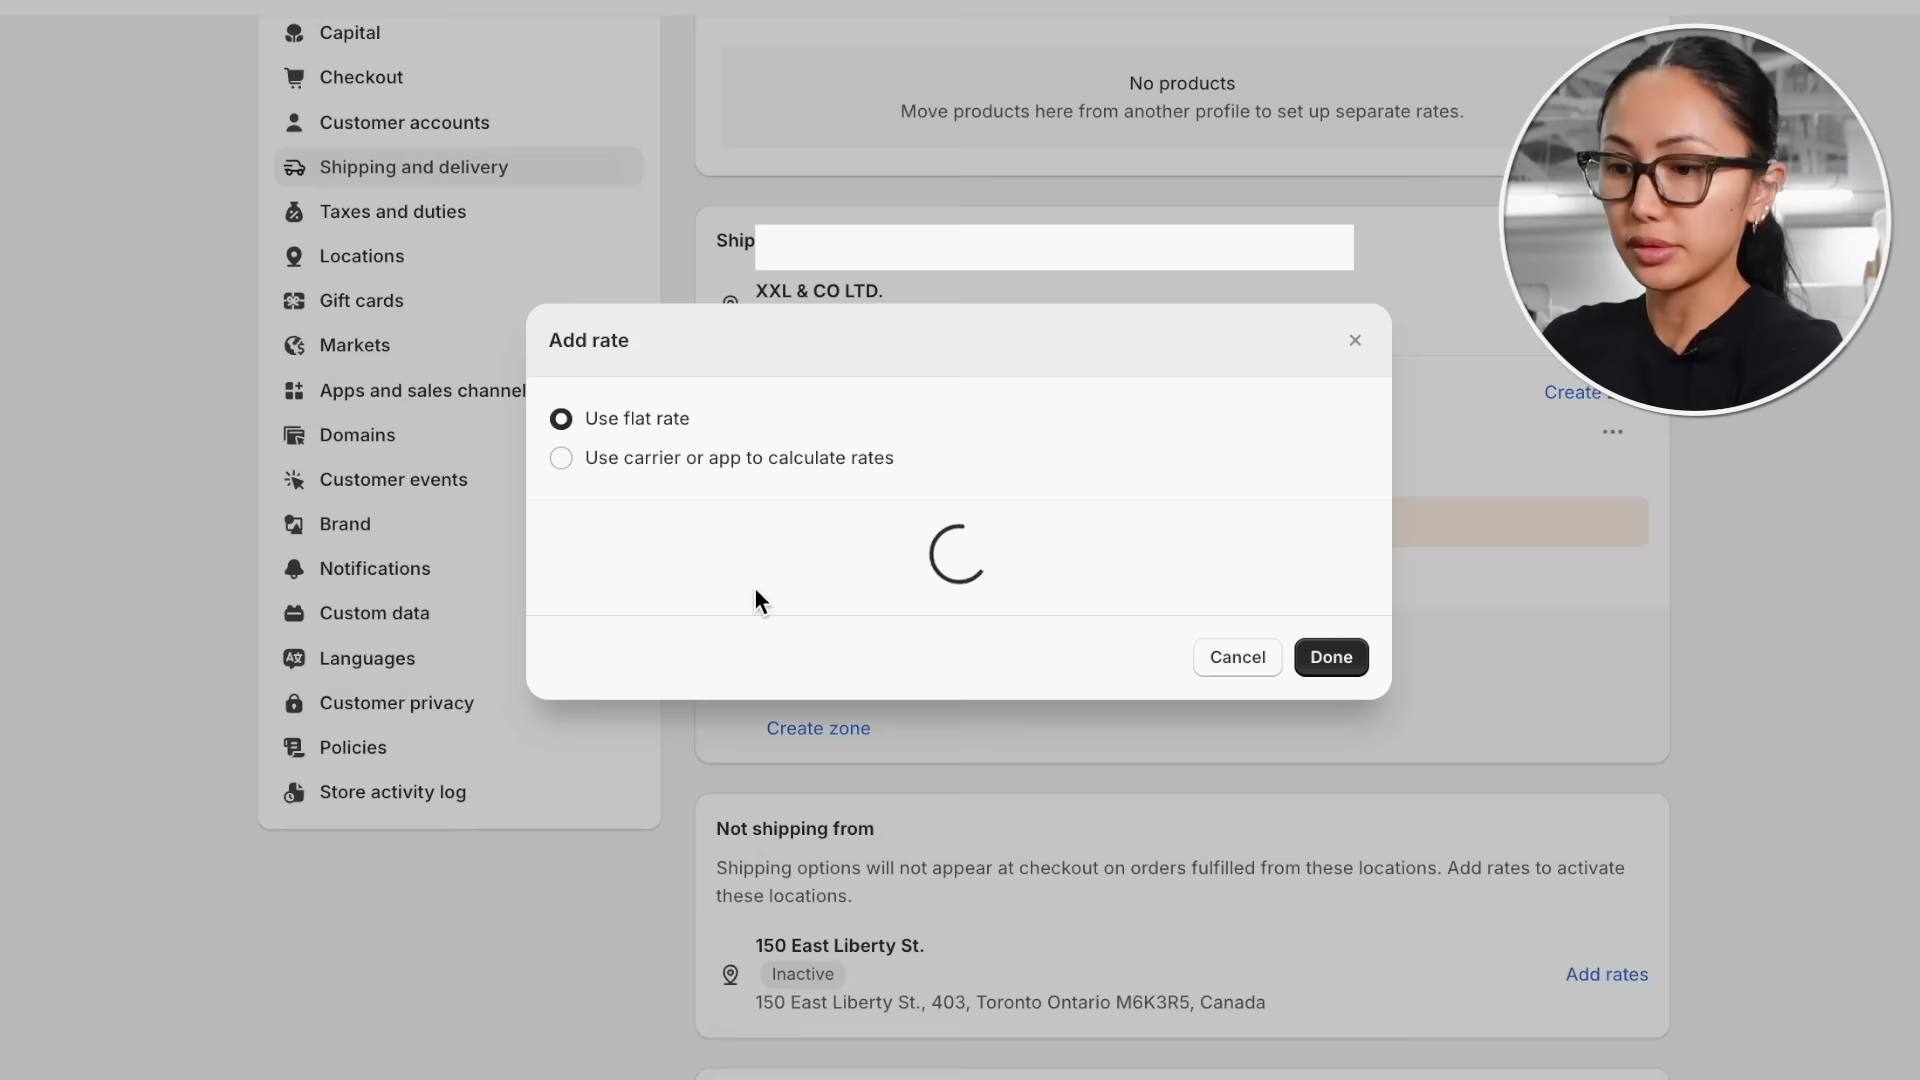 Capital
Checkout
Customer accounts
Shipping and delivery
Taxes and duties
Locations
Gift cards
Markets
Apps and sales channel
Domains
Customer events
Brand
Notifications
Custom data
Languages
Customer privacy
Policies
Store activity log
No products
Move products here from another profile to set up separate rates.
Ship
XXL & CO LTD.
Create
Add rate
Use flat rate
Use carrier or app to calculate rates
Cancel
Done
Create zone
Not shipping from
Shipping options will not appear at checkout on orders fulfilled from these locations. Add rates to activate
these locations.
150 East Liberty St.
Inactive
Add rates
150 East Liberty St., 403, Toronto Ontario M6K3R5, Canada